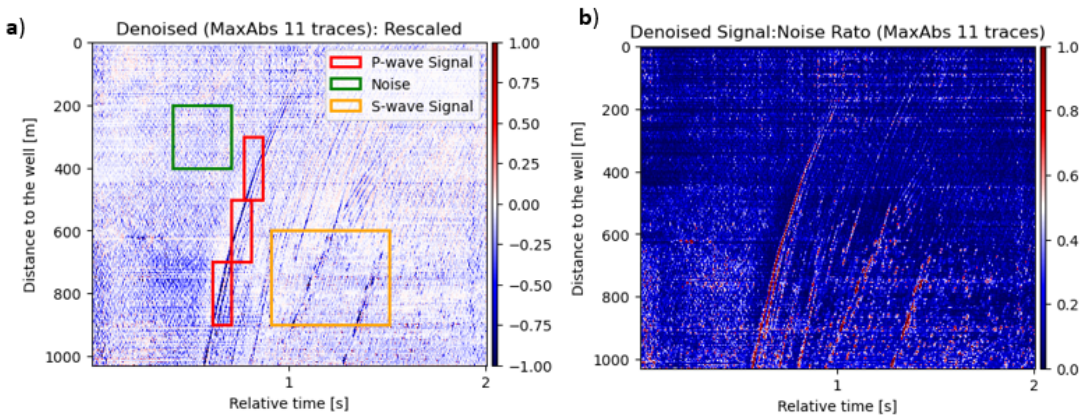 a)
Denoised (MaxAbs 11 traces): Rescaled
P-wave Signal
Noise
S-wave Signal
Distance to the well [m]
0
200
400
600
800
1000
1
2
Relative time [s]
1.00
0.75
0.50
0.25
0.00
−0.25
−0.50
−0.75
−1.00
b)
Denoised Signal:Noise Rato (MaxAbs 11 traces)
Distance to the well [m]
0
200
400
600
800
1000
1
2
Relative time [s]
1.0
0.8
0.6
0.4
0.2
0.0